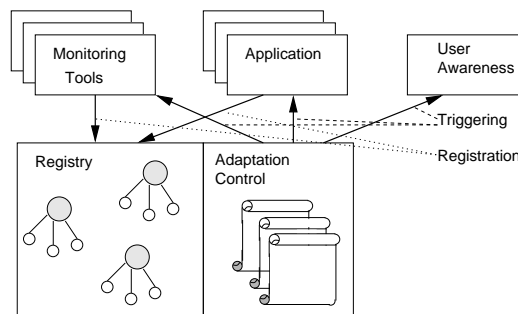 Monitoring
Tools
Application
User
Awareness
Triggering
Registration
Registry
Adaptation
Control